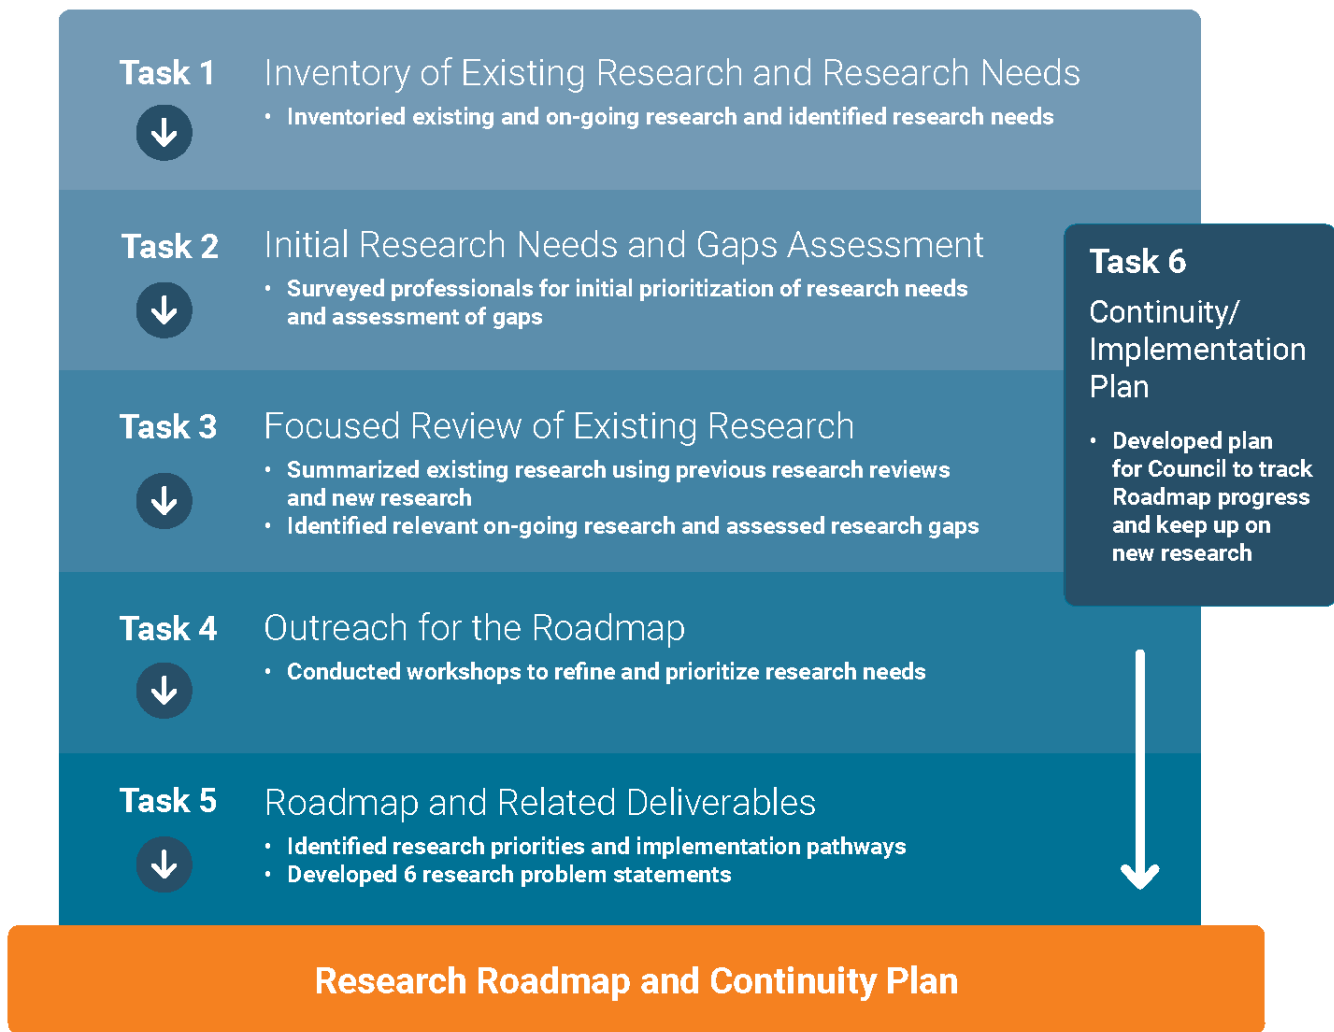 Task 1
Inventory of Existing Research and Research Needs
• Inventoried existing and on-going research and identified research needs
Task 2
Initial Research Needs and Gaps Assessment
• Surveyed professionals for initial prioritization of research needs
and assessment of gaps
Task 3
Focused Review of Existing Research
• Summarized existing research using previous research reviews
and new research
• Identified relevant on-going research and assessed research gaps
Task 4
Outreach for the Roadmap
• Conducted workshops to refine and prioritize research needs
Task 5
Roadmap and Related Deliverables
• Identified research priorities and implementation pathways
• Developed 6 research problem statements
Task 6
Continuity/
Implementation
Plan
• Developed plan
for Council to track
Roadmap progress
and keep up on
new research
Research Roadmap and Continuity Plan